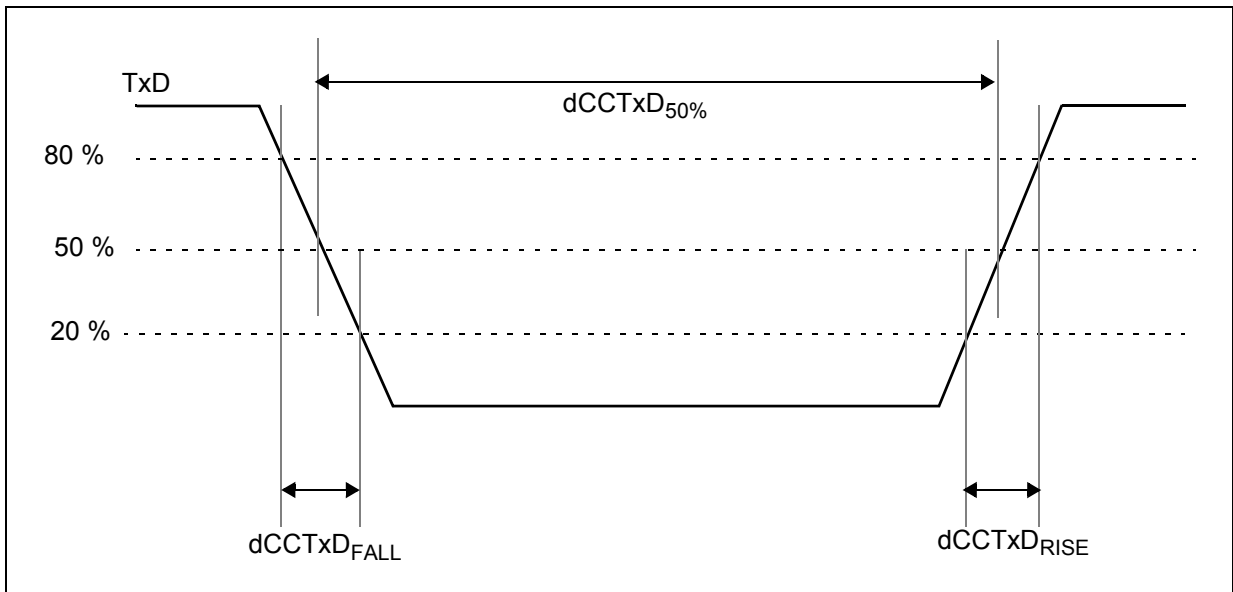 TxD
dCCTxD50%
80 %
50 %
20 %
dCCTxDFALL
dCCTxDRISE